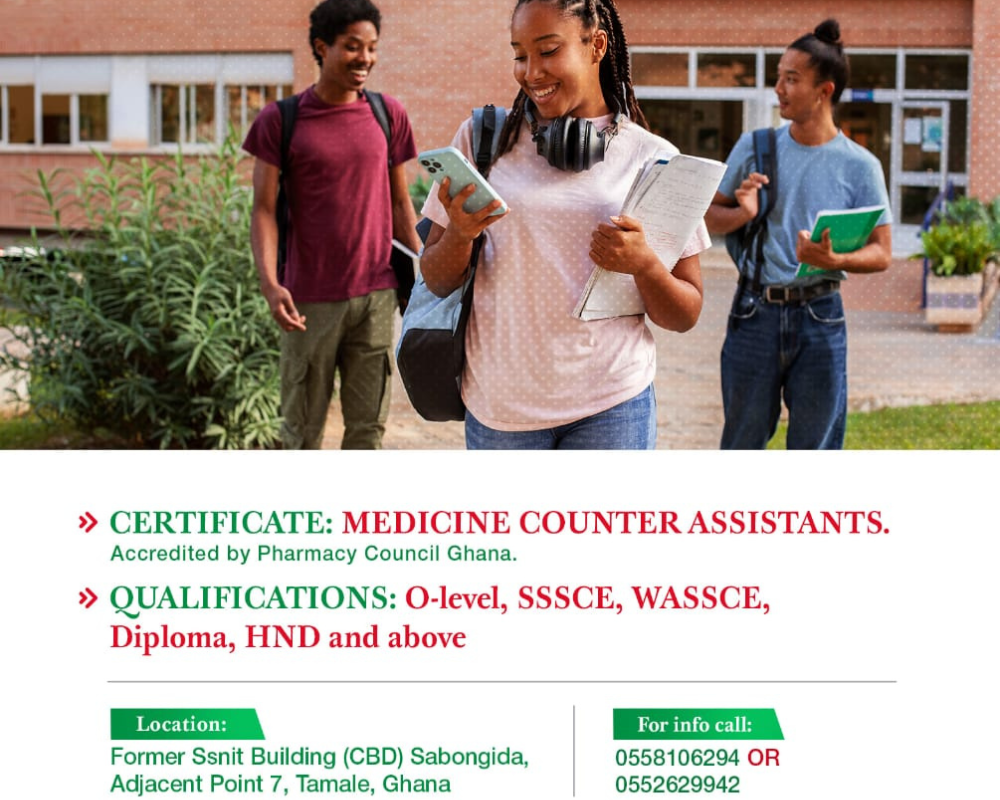 CERTIFICATE: MEDICINE COUNTER ASSISTANTS.
Accredited by Pharmacy Council Ghana.
QUALIFICATIONS: O-level, SSSCE, WASSCE,
Diploma, HND and above
Location:
Former Ssnit Building (CBD) Sabongida,
Adjacent Point 7, Tamale, Ghana
For info call:
0558106294 OR
0552629942